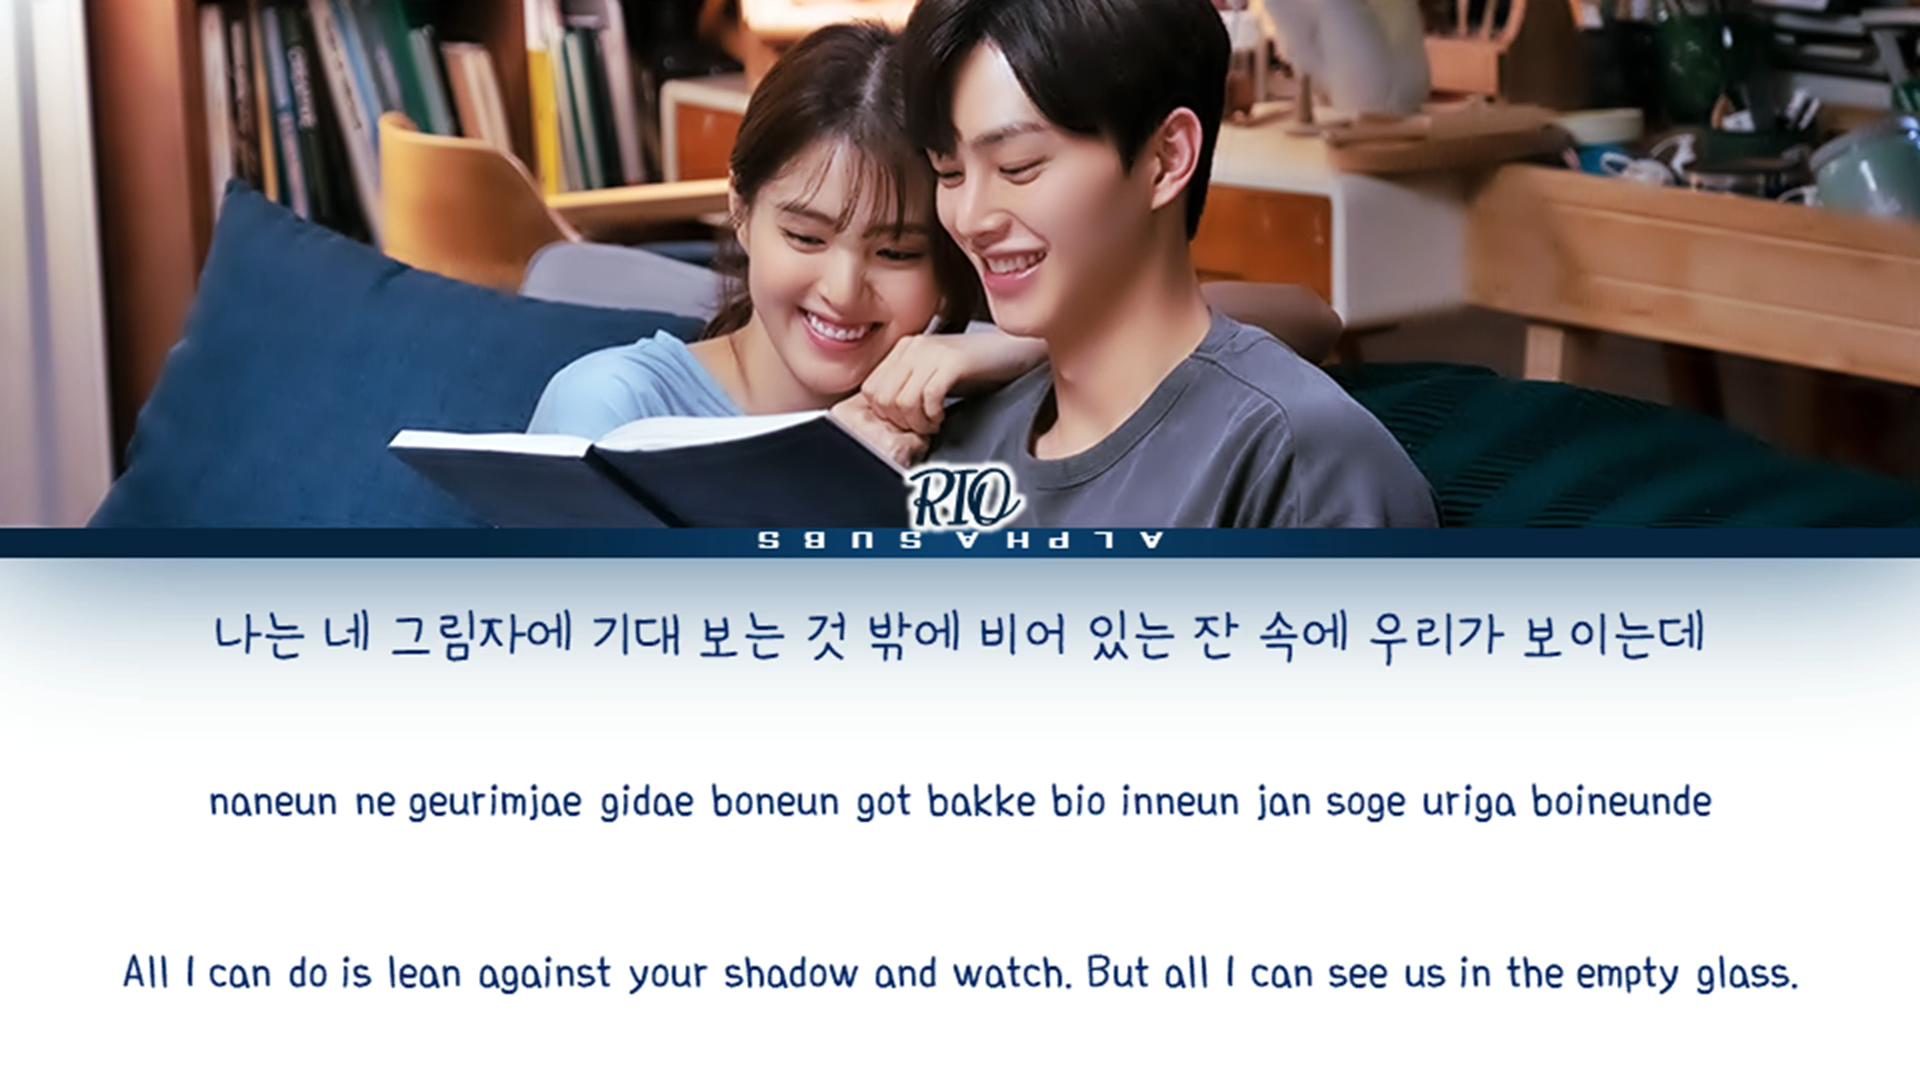 RIO
ALPHASUBS
나는 네 그림자에 기대 보는 것 밖에 비어 있는 잔 속에 우리가 보이는데
naneun ne geurimjae gidae boneun got bakke bio inneun jan soge uriga boineunde
All I can do is lean against your shadow and watch. But all I can see us in the empty glass.